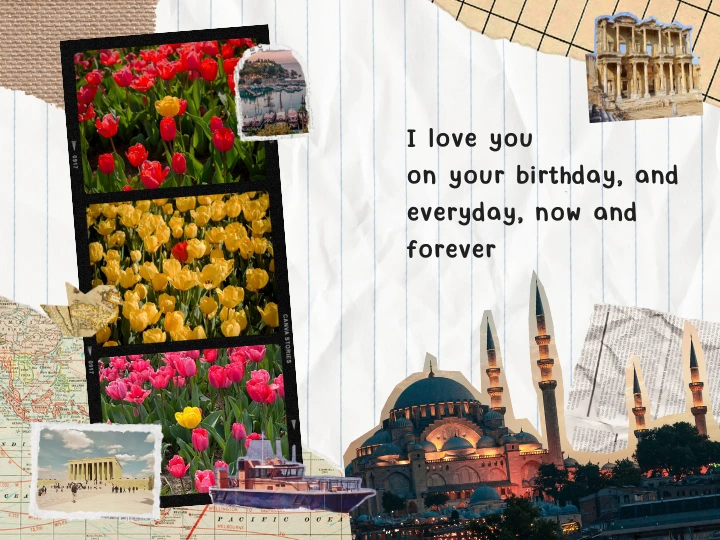 I love you
on your birthday, and
everyday, now and
forever
CANVA STORIES
PACIFIC OCEA